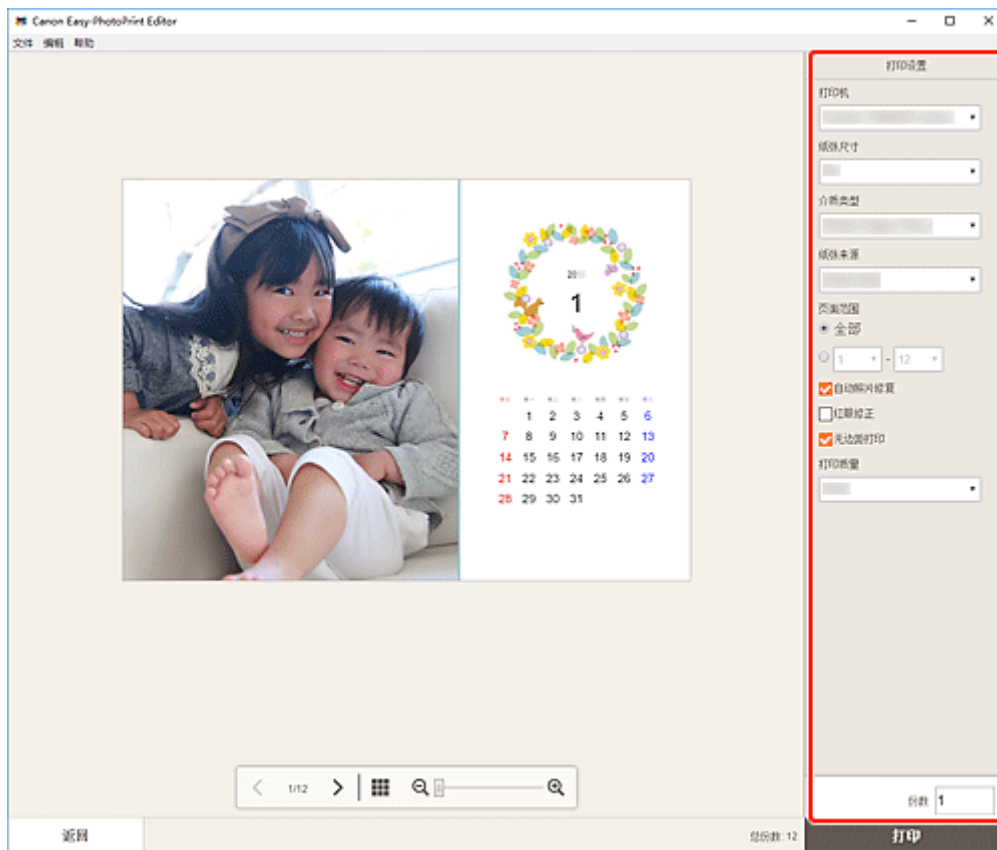 Canon Easy-PhotoPrint Editor
文件 编辑 帮助
打印设置
打印机
纸张尺寸
介质类型
纸张来源
页面范围
全部
1 - 12
自动照片修复
红眼修正
无边距打印
打印质量
20
1
1 2 3 4 5 6
7 8 9 10 11 12 13
14 15 16 17 18 19 20
21 22 23 24 25 26 27
28 29 30 31
1/12
份数 1
返回
总份数: 12
打印